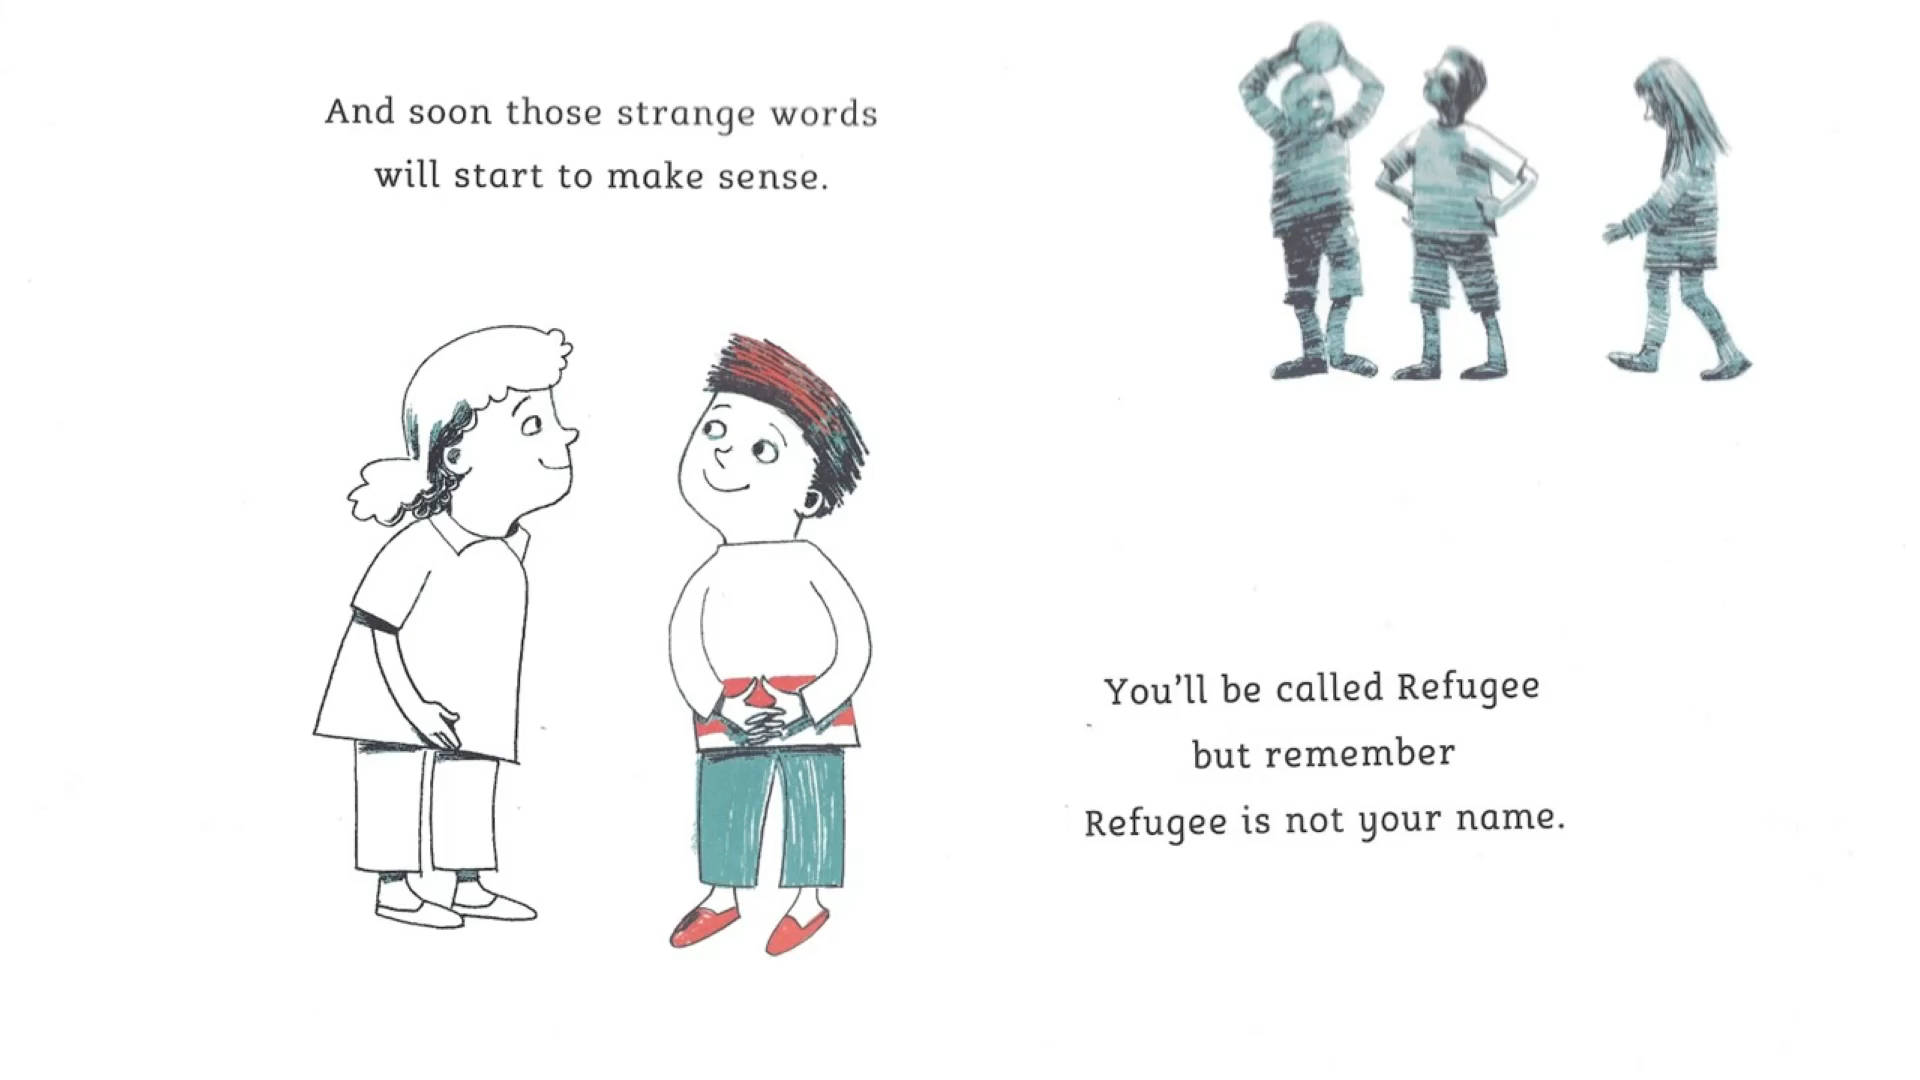 And soon those strange words
will start to make sense.
You'll be called Refugee
but remember
Refugee is not your name.